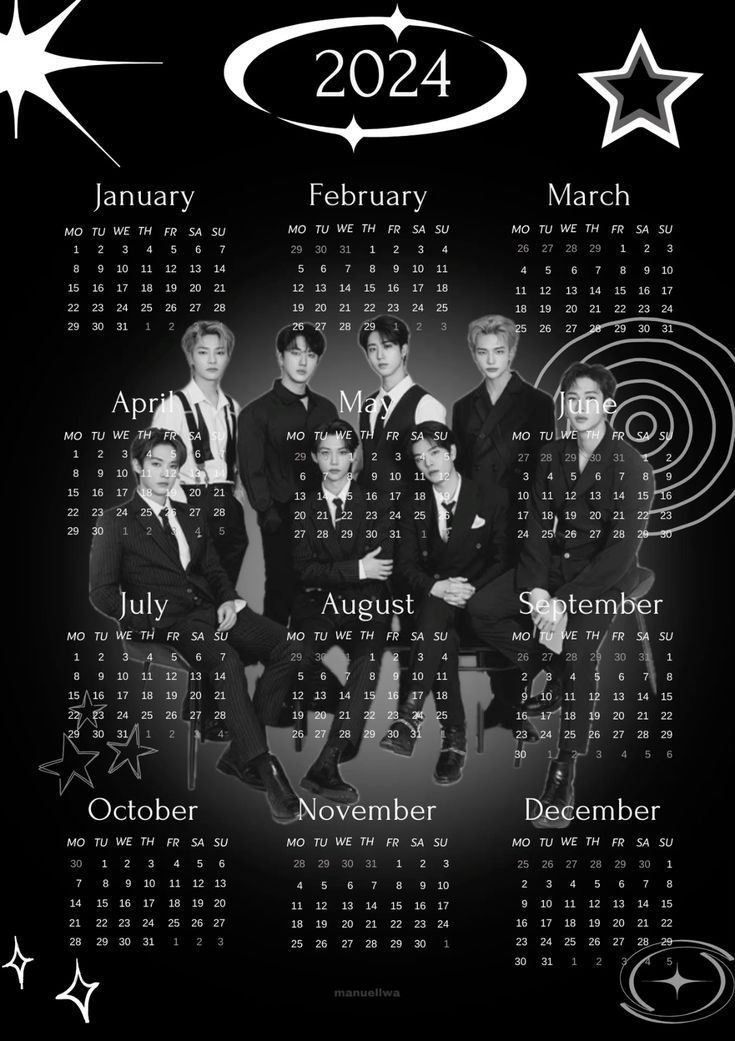 2024
January
MO TU WE TH FR SA SU
1 2 3 4 5 6 7
8 9 10 11 12 13 14
15 16 17 18 19 20 21
22 23 24 25 26 27 28
29 30 31 1 2
February
MO TU WE TH FR SA SU
29 30 31 1 2 3 4
5 6 7 8 9 10 11
12 13 14 15 16 17 18
19 20 21 22 23 24 25
26 27 28 29 1 2 3
March
MO TU WE TH FR SA SU
26 27 28 29 1 2 3
4 5 6 7 8 9 10
11 12 13 14 15 16 17
18 19 20 21 22 23 24
25 26 27 28 29 30 31
April
MO TU WE TH FR SA SU
1 2 3 4 5 6 7
8 9 10 11 12 13 14
15 16 17 18 19 20 21
22 23 24 25 26 27 28
29 30 1 2 3 4 5
May
MO TU WE TH FR SA SU
29 1 2 3 4 5
6 7 8 9 10 11 12
13 14 15 16 17 18 19
20 21 22 23 24 25 26
27 28 29 30 31 1
June
MO TU WE TH FR SA SU
27 28 29 30 31 1 2
3 4 5 6 7 8 9
10 11 12 13 14 15 16
17 18 19 20 21 22 23
24 25 26 27 28 29 30
July
MO TU WE TH FR SA SU
1 2 3 4 5 6 7
8 9 10 11 12 13 14
15 16 17 18 19 20 21
22 23 24 25 26 27 28
29 30 31 1 2 3 4
August
MO TU WE TH FR SA SU
29 30 31 1 2 3 4
5 6 7 8 9 10 11
12 13 14 15 16 17 18
19 20 21 22 23 24 25
26 27 28 29 30 31 1
September
MO TU WE TH FR SA SU
26 27 28 29 30 31 1
2 3 4 5 6 7 8
9 10 11 12 13 14 15
16 17 18 19 20 21 22
23 24 25 26 27 28 29
30 1 2 3 4 5 6
October
MO TU WE TH FR SA SU
30 1 2 3 4 5 6
7 8 9 10 11 12 13
14 15 16 17 18 19 20
21 22 23 24 25 26 27
28 29 30 31 1 2 3
November
MO TU WE TH FR SA SU
28 29 30 31 1 2 3
4 5 6 7 8 9 10
11 12 13 14 15 16 17
18 19 20 21 22 23 24
25 26 27 28 29 30 1
December
MO TU WE TH FR SA SU
25 26 27 28 29 30 1
2 3 4 5 6 7 8
9 10 11 12 13 14 15
16 17 18 19 20 21 22
23 24 25 26 27 28 29
30 31 1 2 3 4 5
manuellwa